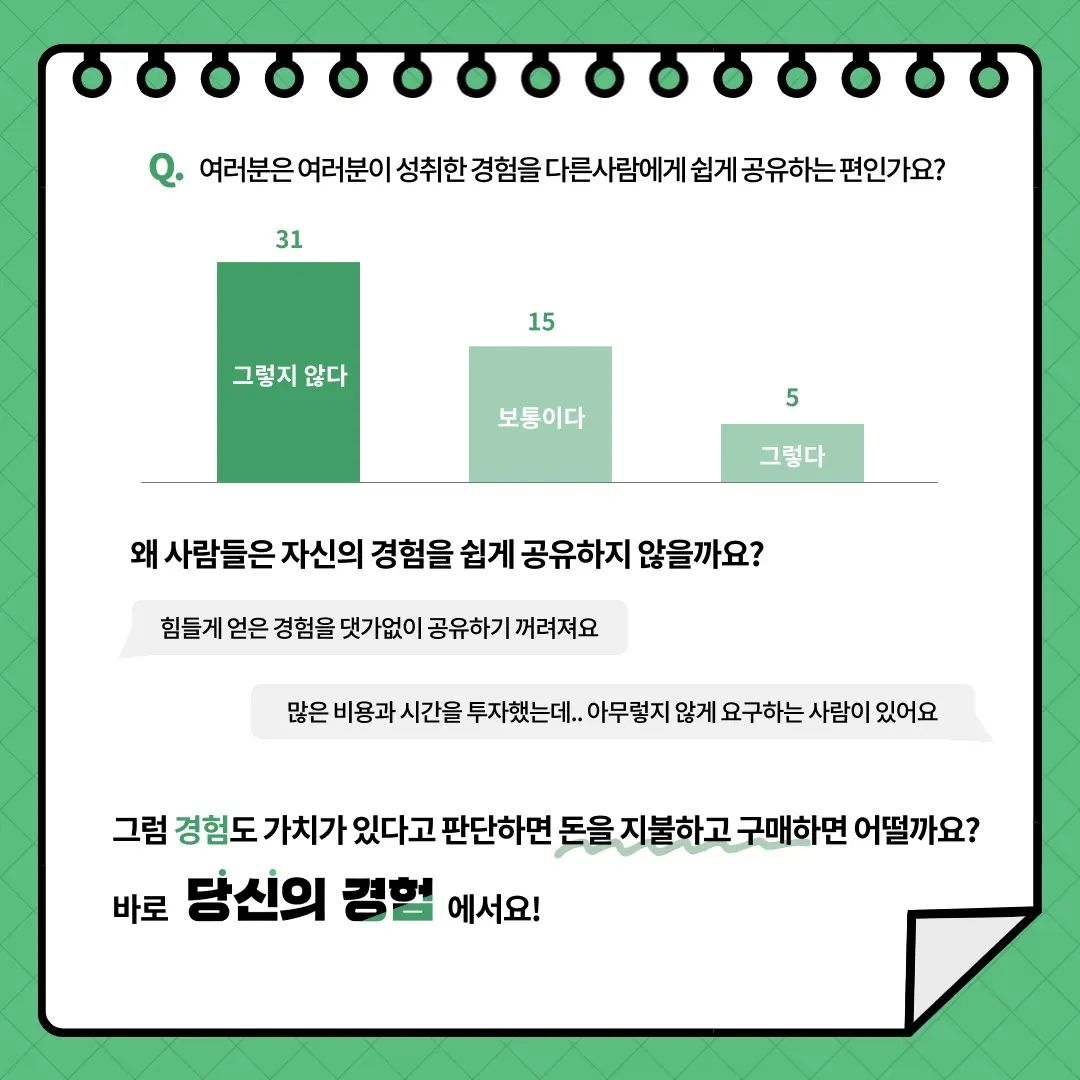 Q. 여러분은 여러분이 성취한 경험을 다른사람에게 쉽게 공유하는 편인가요?
31
그렇지 않다
15
보통이다
5
그렇다
왜 사람들은 자신의 경험을 쉽게 공유하지 않을까요?
힘들게 얻은 경험을 댓가없이 공유하기 꺼려져요
많은 비용과 시간을 투자했는데.. 아무렇지 않게 요구하는 사람이 있어요
그럼 경험도 가치가 있다고 판단하면 돈을 지불하고 구매하면 어떨까요?
바로 당신의 경험 에서요!